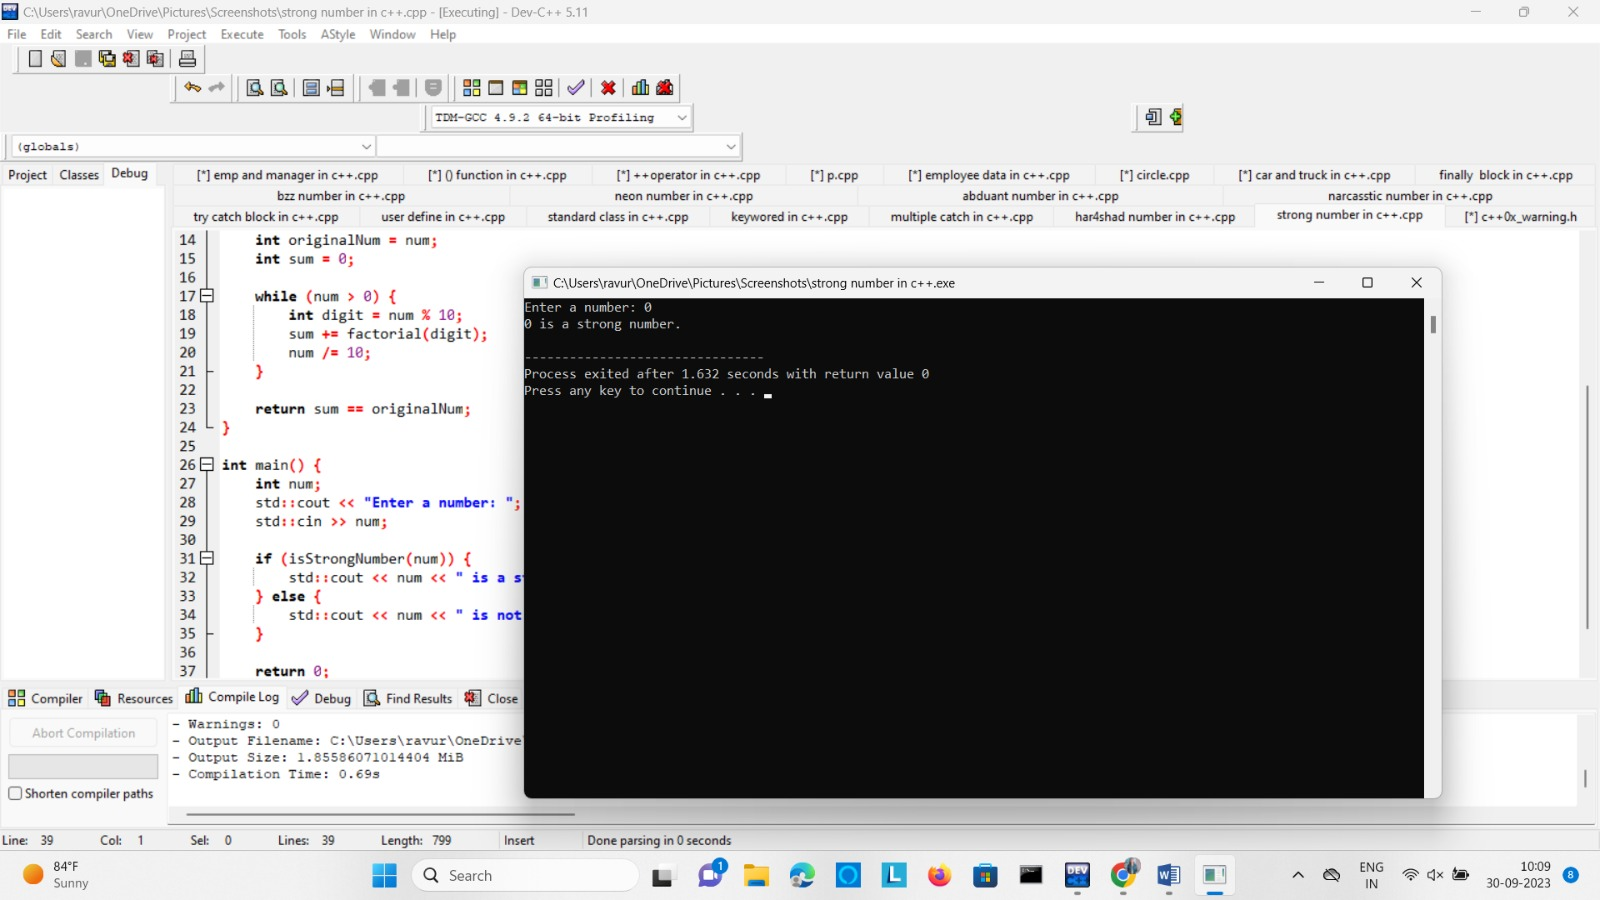 C:\Users\ravur\OneDrive\Pictures\Screenshots\strong number in c++.cpp - [Executing] - Dev-C++ 5.11
File Edit Search View Project Execute Tools AStyle Window Help
TDM-GCC 4.9.2 64-bit Profiling
(globals)
Project Classes Debug
[*] emp and manager in c++.cpp [*] () function in c++.cpp [*] ++operator in c++.cpp [*] p.cpp [*] employee data in c++.cpp [*] circle.cpp [*] car and truck in c++.cpp finally block in c++.cpp
bzz number in c++.cpp neon number in c++.cpp abduant number in c++.cpp narcasstic number in c++.cpp
try catch block in c++.cpp user define in c++.cpp standard class in c++.cpp keywored in c++.cpp multiple catch in c++.cpp har4shad number in c++.cpp strong number in c++.cpp [*] c++0x_warning.h
14 int originalNum = num;
15 int sum = 0;
16
17 while (num > 0) {
18 int digit = num % 10;
19 sum += factorial(digit);
20 num /= 10;
21 }
22
23 return sum == originalNum;
24 }
25
26 int main() {
27 int num;
28 std::cout << "Enter a number: ";
29 std::cin >> num;
30
31 if (isStrongNumber(num)) {
32 std::cout << num << " is a s
33 } else {
34 std::cout << num << " is not
35 }
36
37 return 0;
C:\Users\ravur\OneDrive\Pictures\Screenshots\strong number in c++.exe
Enter a number: 0
0 is a strong number.
--------------------------------
Process exited after 1.632 seconds with return value 0
Press any key to continue . . .
Compiler Resources Compile Log Debug Find Results Close
Abort Compilation
Shorten compiler paths
- Warnings: 0
- Output Filename: C:\Users\ravur\OneDrive
- Output Size: 1.85586071014404 MiB
- Compilation Time: 0.69s
Line: 39 Col: 1 Sel: 0 Lines: 39 Length: 799 Insert Done parsing in 0 seconds
84°F
Sunny
Search
1
L
DEV
W
ENG
IN
10:09
30-09-2023
8